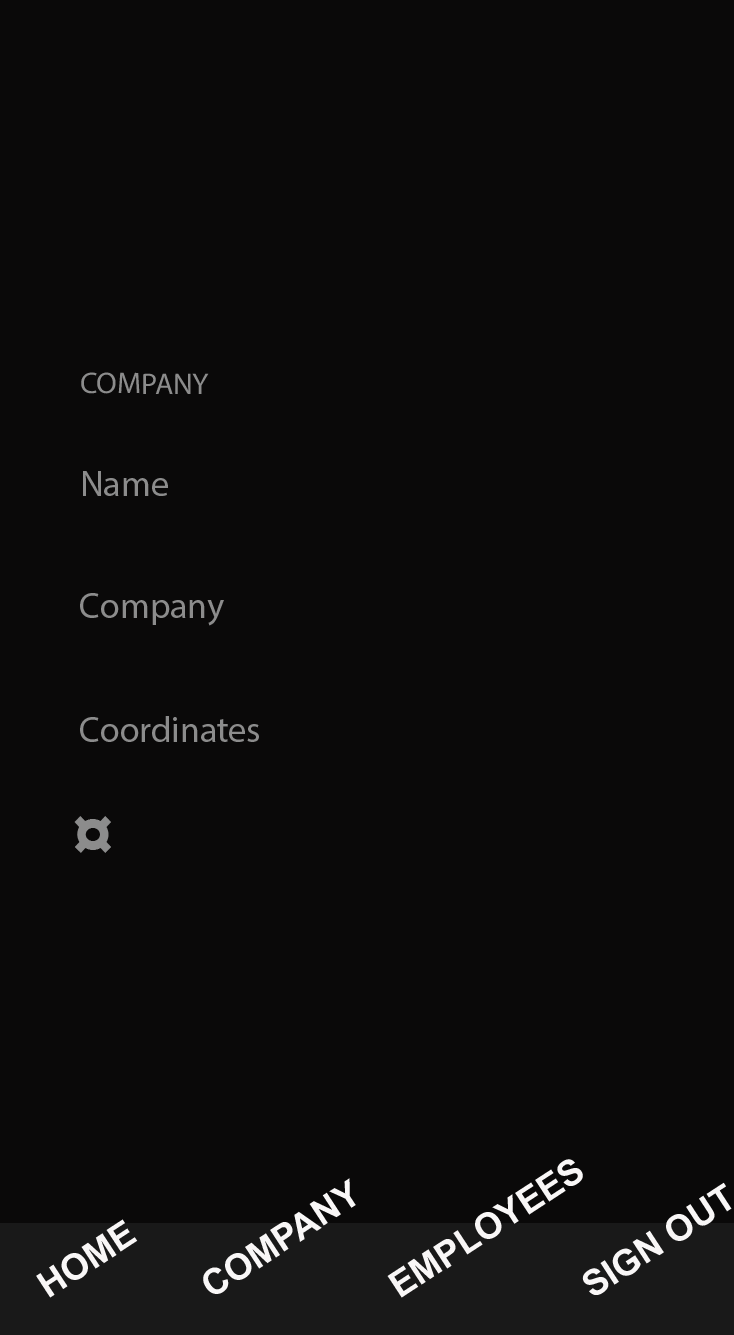 COMPANY
Name
Company
Coordinates
¤
HOME
COMPANY
EMPLOYEES
SIGN OUT